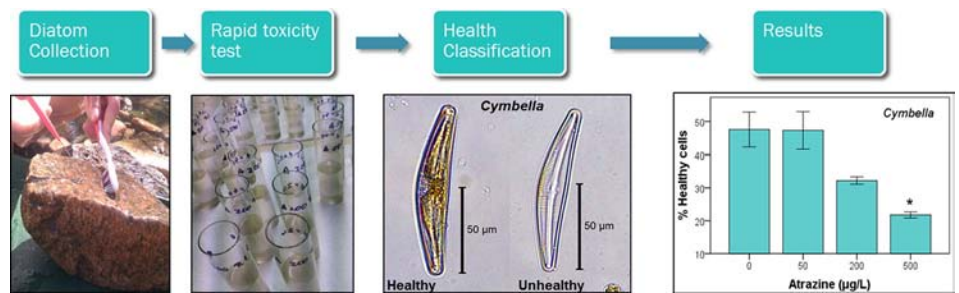 Diatom
Collection
Rapid toxicity
test
Health
Classification
Results
Cymbella
50 µm
50 µm
Healthy
Unhealthy
Cymbella
% Healthy cells
50
40
30
20
10
*
0
50
200
500
Atrazine (µg/L)